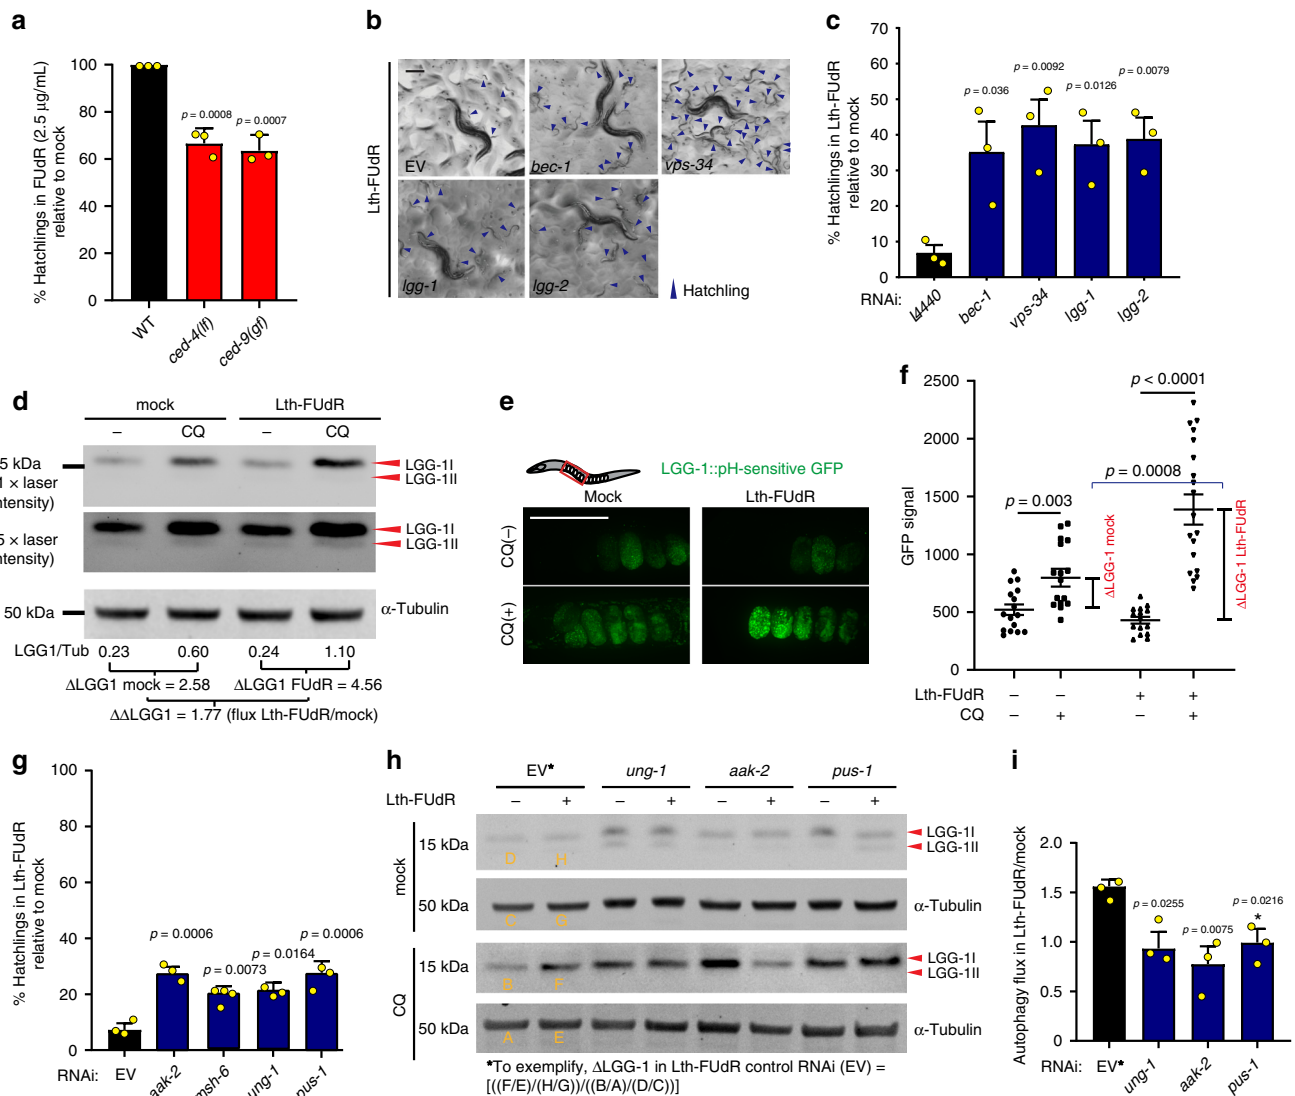 a
% Hatchlings in FUdR (2.5 µg/mL)
relative to mock
100
80
60
40
20
0
p = 0.0008
p = 0.0007
WT
ced-4(lf)
ced-9(gf)
b
Lth-FUdR
EV
bec-1
vps-34
lgg-1
lgg-2
Hatchling
c
% Hatchlings in Lth-FUdR
relative to mock
70
60
50
40
30
20
10
0
p = 0.036
p = 0.0092
p = 0.0126
p = 0.0079
RNAi:
L4440
bec-1
vps-34
lgg-1
lgg-2
d
mock
Lth-FUdR
–
CQ
–
CQ
5 kDa
1 × laser
ntensity)
LGG-1I
LGG-1II
5 × laser
ntensity)
LGG-1I
LGG-1II
50 kDa
α-Tubulin
LGG1/Tub
0.23
0.60
0.24
1.10
ΔLGG1 mock = 2.58
ΔLGG1 FUdR = 4.56
ΔΔLGG1 = 1.77 (flux Lth-FUdR/mock)
e
LGG-1::pH-sensitive GFP
Mock
Lth-FUdR
CQ(–)
CQ(+)
f
GFP signal
2500
2000
1500
1000
500
0
p < 0.0001
p = 0.0008
p = 0.003
ΔLGG-1 mock
ΔLGG-1 Lth-FUdR
Lth-FUdR
–
–
+
+
CQ
–
+
–
+
g
% Hatchlings in Lth-FUdR
relative to mock
100
80
60
40
20
0
p = 0.0006
p = 0.0073
p = 0.0164
p = 0.0006
RNAi:
EV
aak-2
msh-6
ung-1
pus-1
h
EV*
ung-1
aak-2
pus-1
Lth-FUdR
–
+
–
+
–
+
–
+
mock
15 kDa
D
H
LGG-1I
LGG-1II
50 kDa
C
G
α-Tubulin
CQ
15 kDa
B
F
LGG-1I
LGG-1II
50 kDa
A
E
α-Tubulin
*To exemplify, ΔLGG-1 in Lth-FUdR control RNAi (EV) =
[((F/E)/(H/G))/((B/A)/(D/C))]
i
Autophagy flux in Lth-FUdR/mock
2.0
1.5
1.0
0.5
0
p = 0.0255
p = 0.0075
p = 0.0216
*
RNAi:
EV*
ung-1
aak-2
pus-1